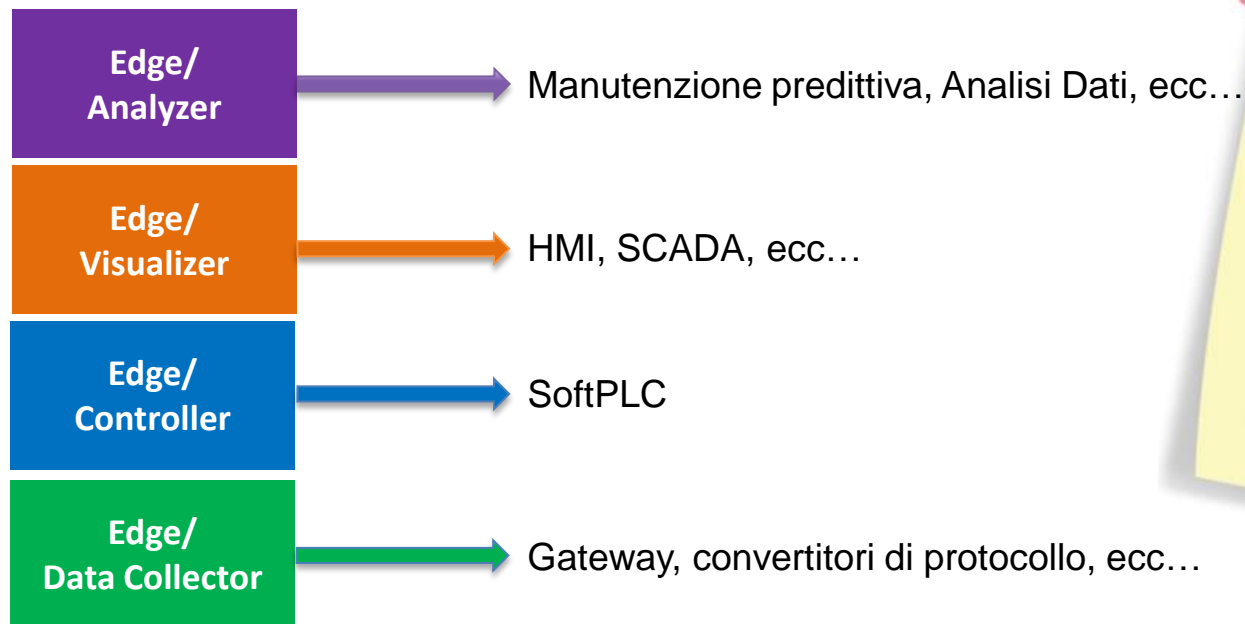 Edge/
Analyzer
Manutenzione predittiva, Analisi Dati, ecc…
Edge/
Visualizer
HMI, SCADA, ecc…
Edge/
Controller
SoftPLC
Edge/
Data Collector
Gateway, convertitori di protocollo, ecc…